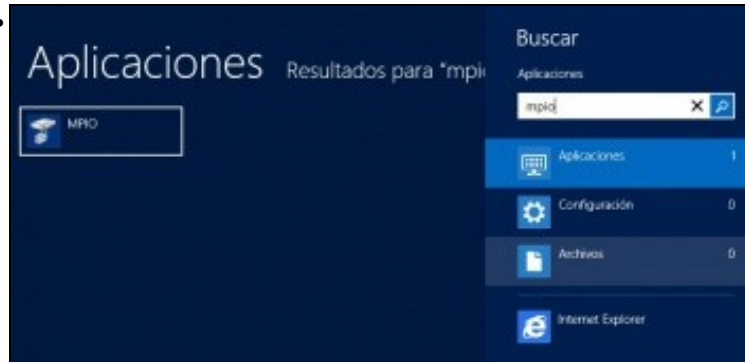 Aplicaciones Resultados para "mpi
MPIO
Buscar
Aplicaciones
mpio
Aplicaciones 1
Configuración 0
Archivos 0
Internet Explorer